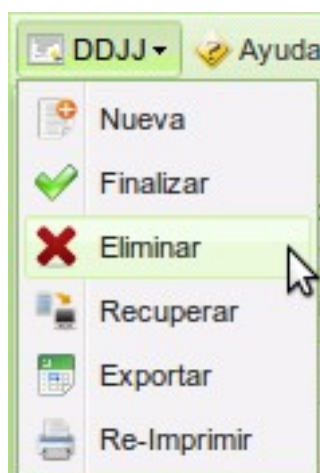 DDJJ Ayuda
Nueva
Finalizar
Eliminar
Recuperar
Exportar
Re-Imprimir